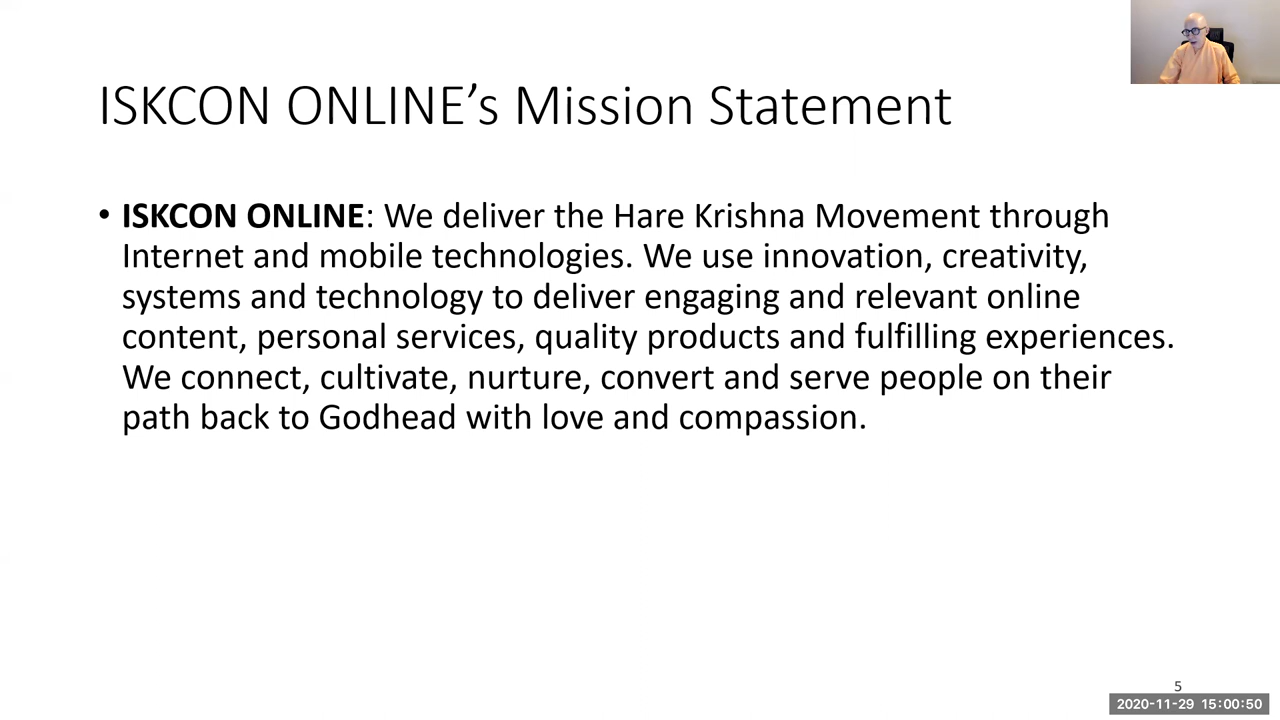 ISKCON ONLINE’s Mission Statement
• ISKCON ONLINE: We deliver the Hare Krishna Movement through
Internet and mobile technologies. We use innovation, creativity,
systems and technology to deliver engaging and relevant online
content, personal services, quality products and fulfilling experiences.
We connect, cultivate, nurture, convert and serve people on their
path back to Godhead with love and compassion.
5
2020-11-29 15:00:50